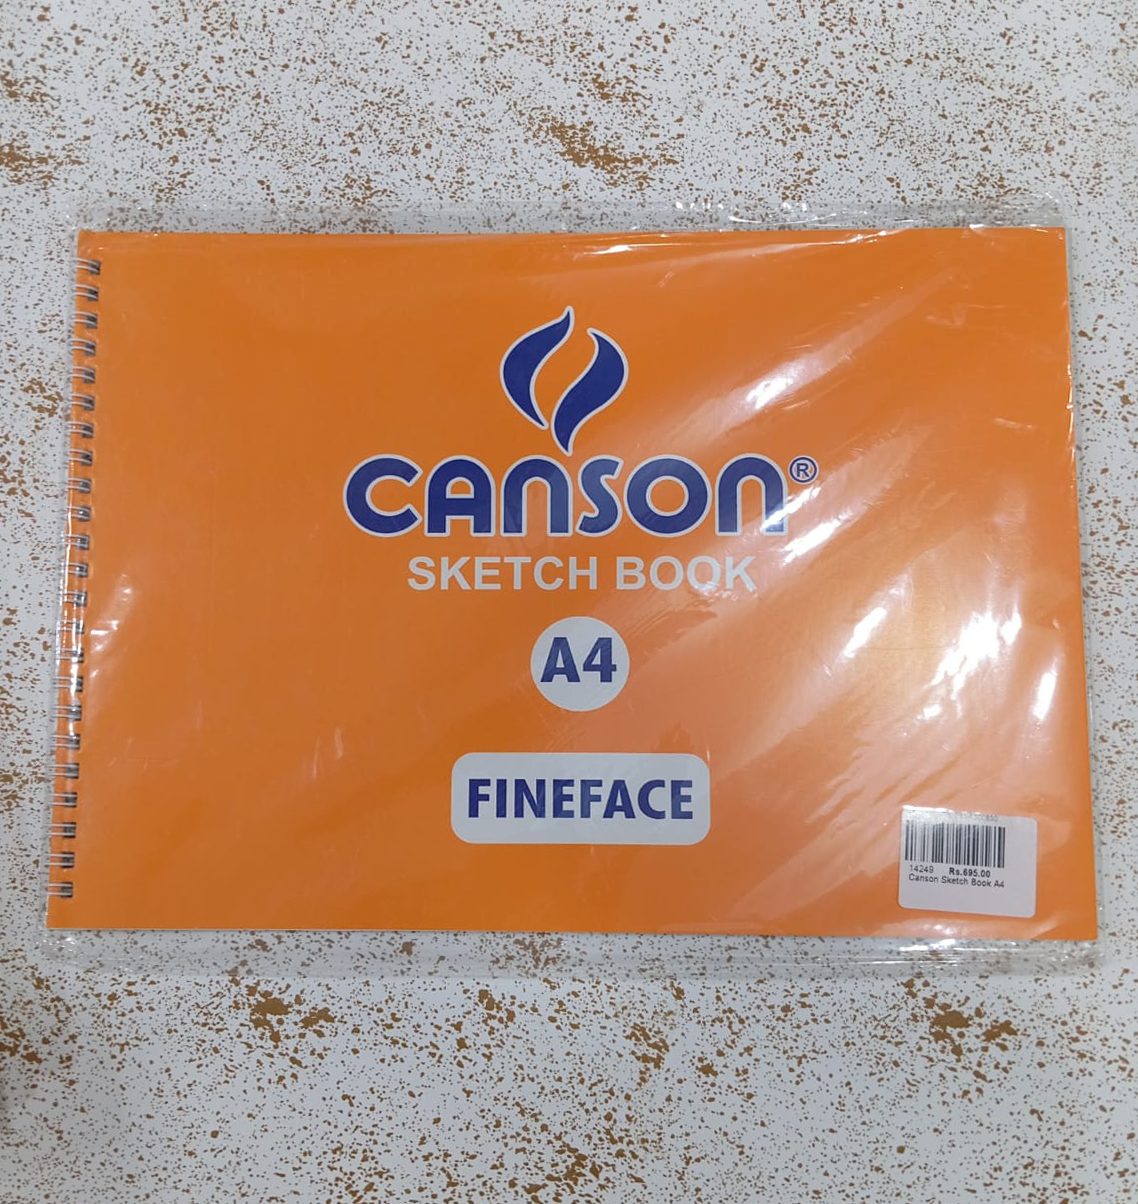 CANSON®
SKETCH BOOK
A4
FINEFACE
14249 Rs.695.00
Canson Sketch Book A4